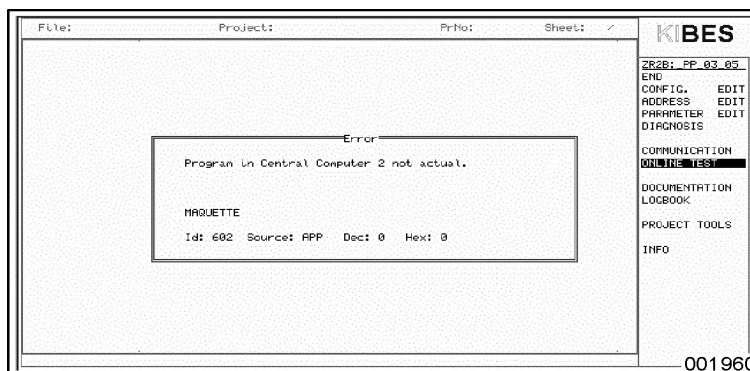 File: Project: PrNo: Sheet: /
KIBES
ZR2B:_PP_03_05
END
CONFIG. EDIT
ADDRESS EDIT
PARAMETER EDIT
DIAGNOSIS
COMMUNICATION
ONLINE TEST
DOCUMENTATION
LOGBOOK
PROJECT TOOLS
INFO
Error
Program in Central Computer 2 not actual.
MAQUETTE
Id: 602 Source: APP Dec: 0 Hex: 0
001960